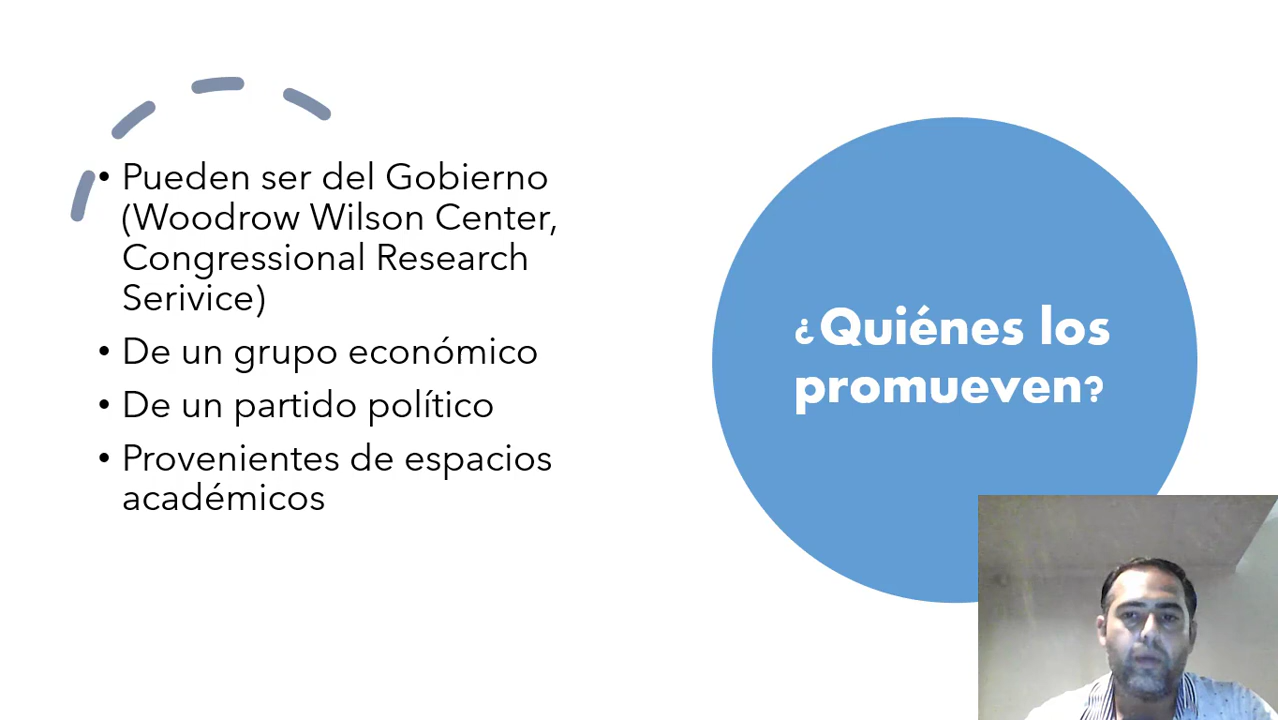 • Pueden ser del Gobierno
(Woodrow Wilson Center,
Congressional Research
Serivice)
• De un grupo económico
• De un partido político
• Provenientes de espacios
académicos
¿Quiénes los
promueven?